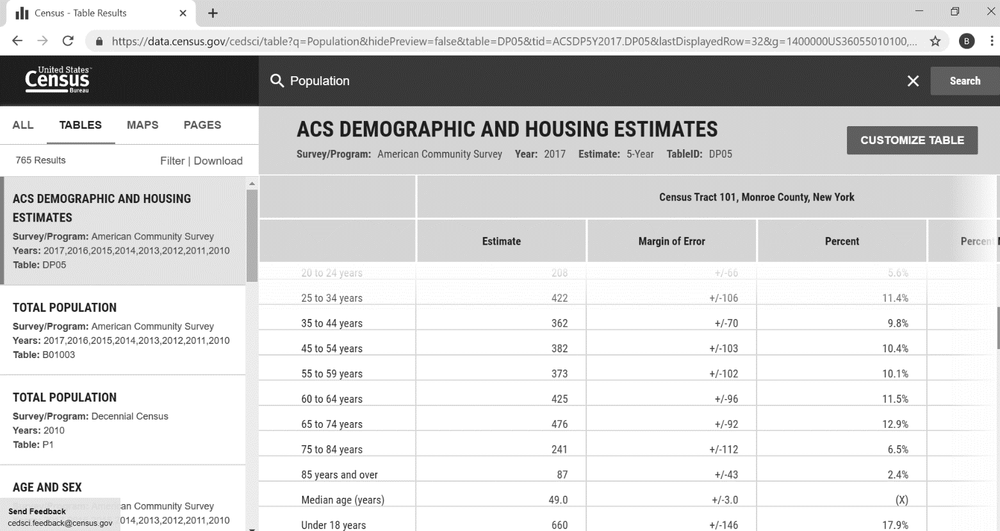 Census - Table Results
https://data.census.gov/cedsci/table?q=Population&hidePreview=false&table=DP05&tid=ACSDP5Y2017.DP05&lastDisplayedRow=32&g=1400000US36055010100,...
B
United States™
Census
Bureau
Population
Search
ALL TABLES MAPS PAGES
765 Results Filter | Download
ACS DEMOGRAPHIC AND HOUSING ESTIMATES
Survey/Program: American Community Survey Year: 2017 Estimate: 5-Year TableID: DP05
CUSTOMIZE TABLE
ACS DEMOGRAPHIC AND HOUSING
ESTIMATES
Survey/Program: American Community Survey
Years: 2017,2016,2015,2014,2013,2012,2011,2010
Table: DP05
TOTAL POPULATION
Survey/Program: American Community Survey
Years: 2017,2016,2015,2014,2013,2012,2011,2010
Table: B01003
TOTAL POPULATION
Survey/Program: Decennial Census
Years: 2010
Table: P1
AGE AND SEX
an Community Survey
014,2013,2012,2011,2010
Send Feedback
cedsci.feedback@census.gov
Census Tract 101, Monroe County, New York
Estimate Margin of Error Percent Percent
20 to 24 years 208 +/-66 5.6%
25 to 34 years 422 +/-106 11.4%
35 to 44 years 362 +/-70 9.8%
45 to 54 years 382 +/-103 10.4%
55 to 59 years 373 +/-102 10.1%
60 to 64 years 425 +/-96 11.5%
65 to 74 years 476 +/-92 12.9%
75 to 84 years 241 +/-112 6.5%
85 years and over 87 +/-43 2.4%
Median age (years) 49.0 +/-3.0 (X)
Under 18 years 660 +/-146 17.9%